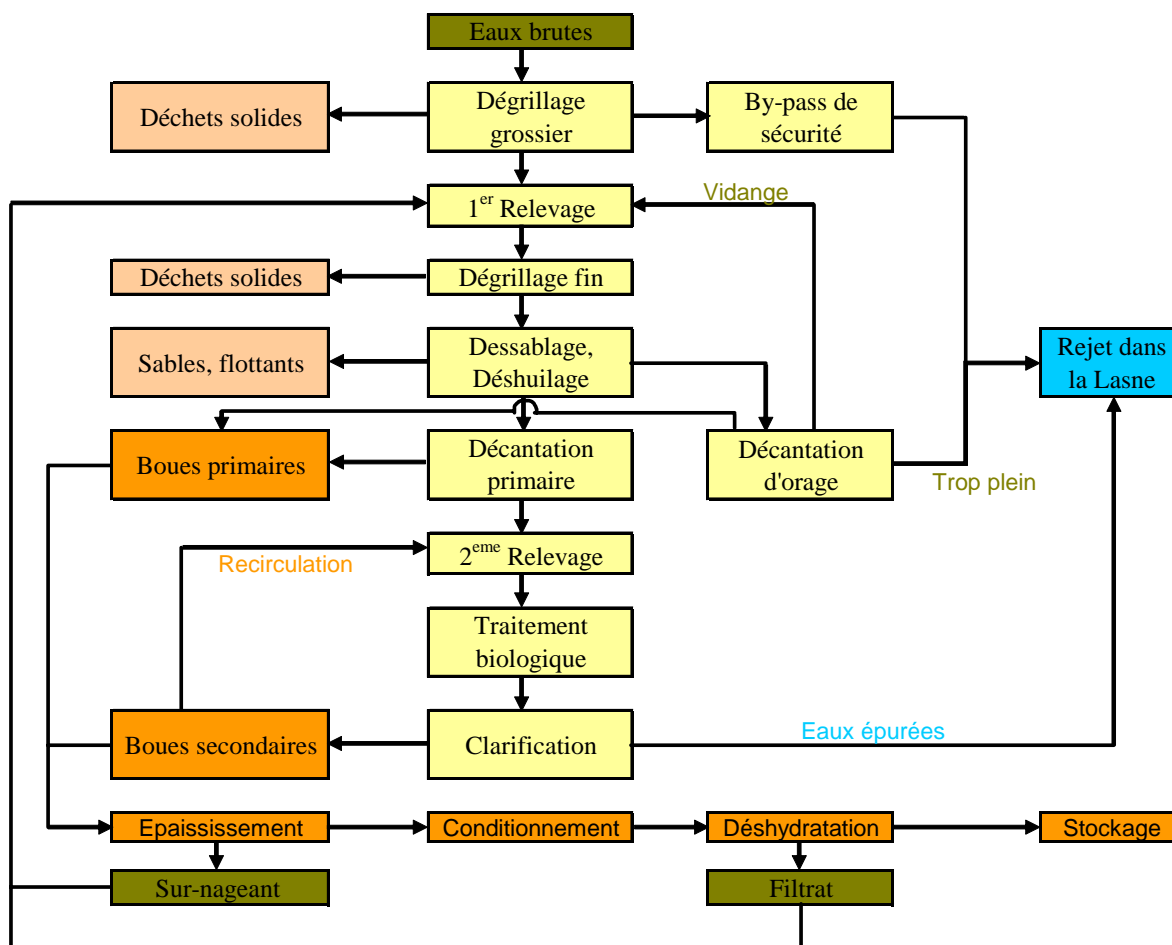 Eaux brutes
Déchets solides
Dégrillage
grossier
By-pass de
sécurité
Vidange
1er Relevage
Déchets solides
Dégrillage fin
Sables, flottants
Dessablage,
Déshuilage
Rejet dans
la Lasne
Boues primaires
Décantation
primaire
Décantation
d'orage
Trop plein
Recirculation
2eme Relevage
Traitement
biologique
Boues secondaires
Clarification
Eaux épurées
Epaississement
Conditionnement
Déshydratation
Stockage
Sur-nageant
Filtrat